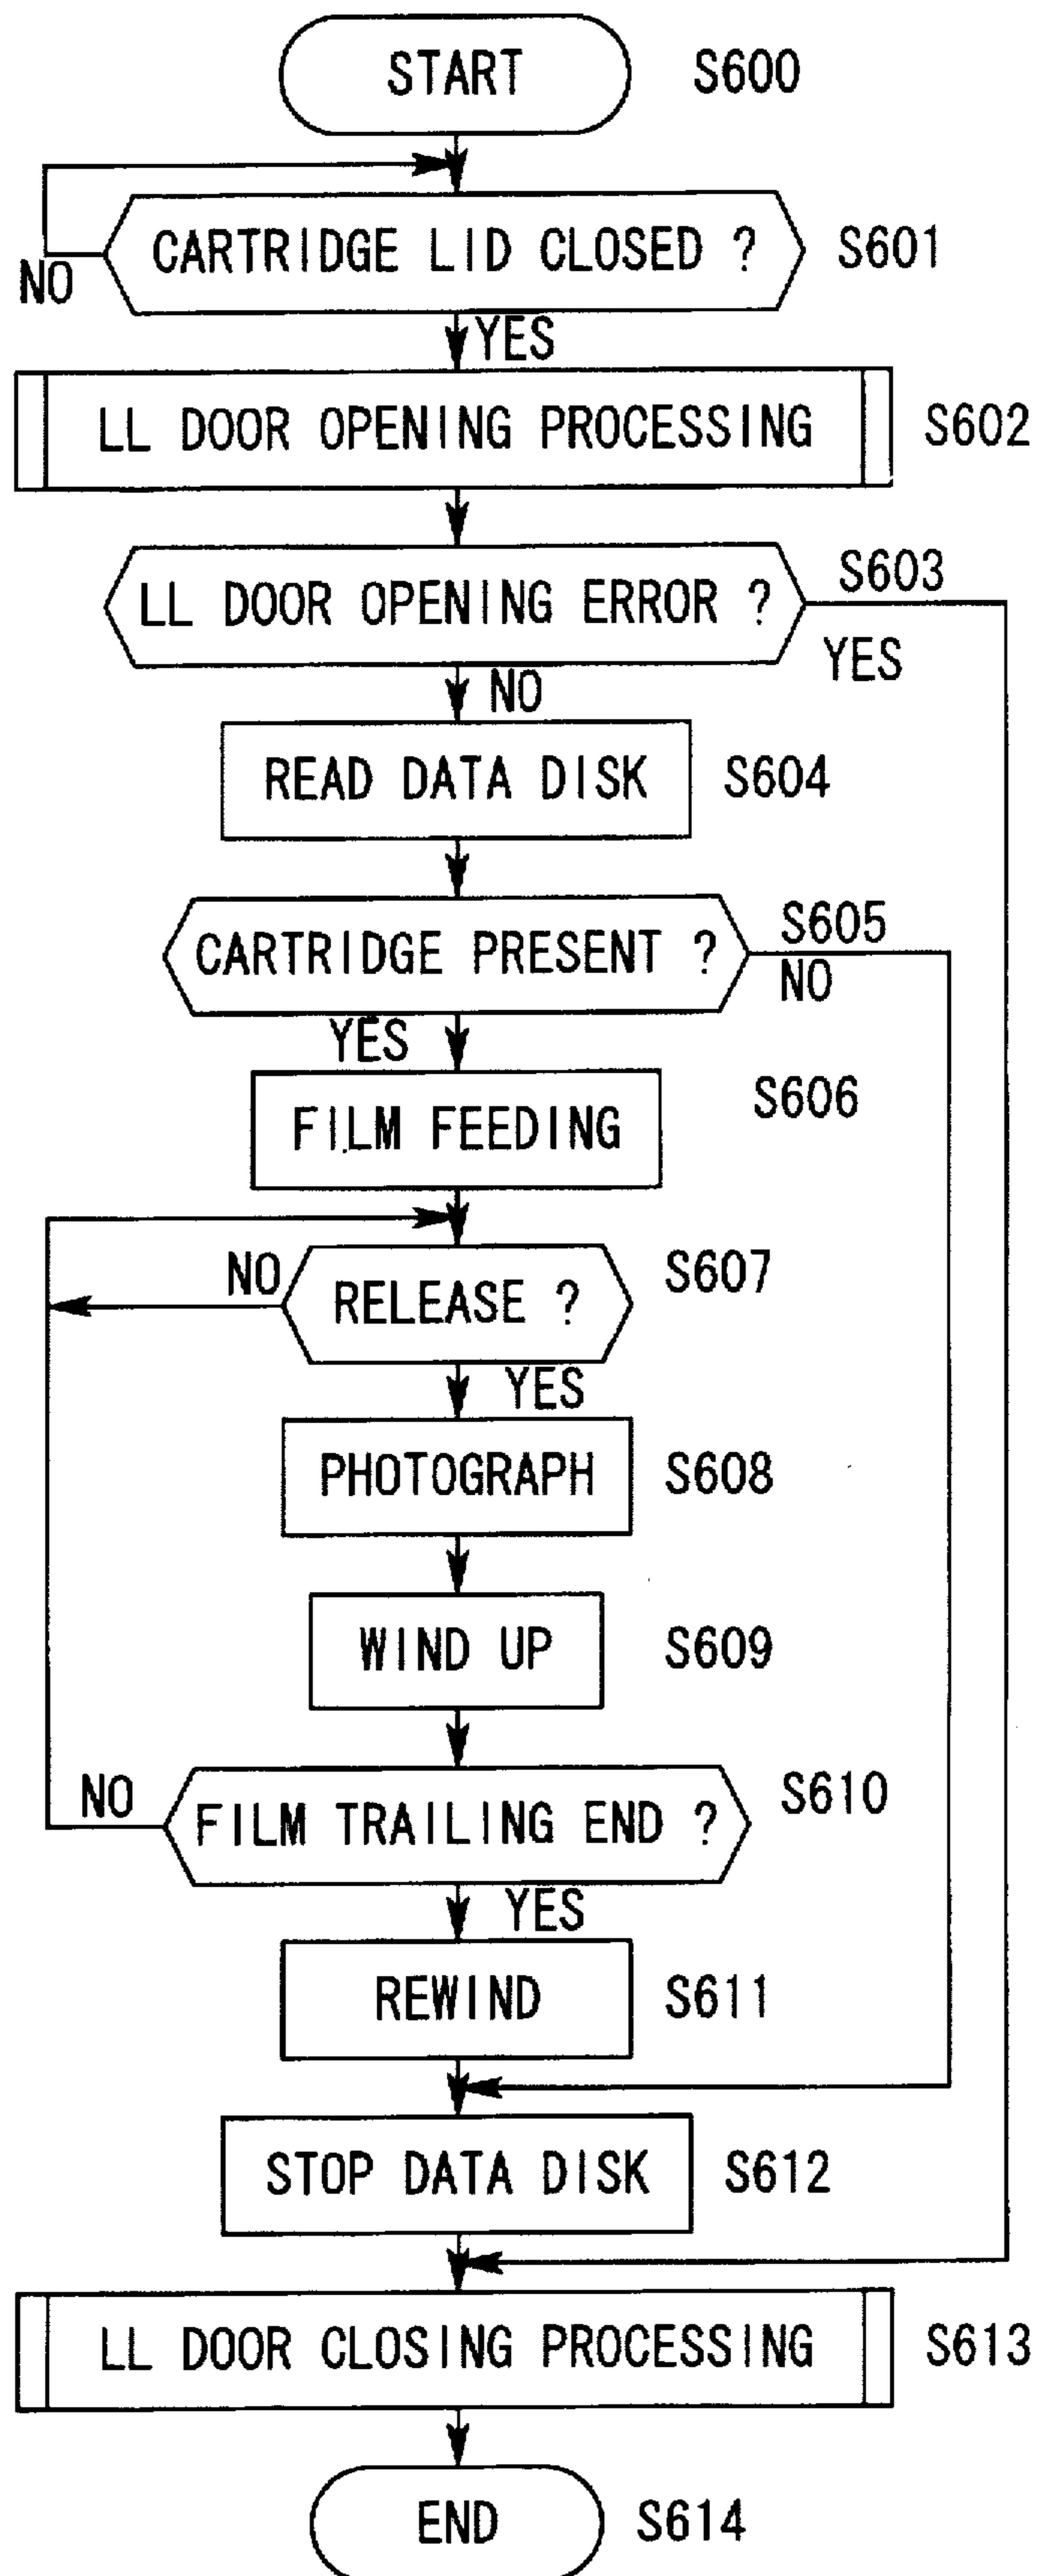 START S600
CARTRIDGE LID CLOSED ? S601
NO
YES
LL DOOR OPENING PROCESSING S602
LL DOOR OPENING ERROR ? S603
YES
NO
READ DATA DISK S604
CARTRIDGE PRESENT ? S605
NO
YES
FILM FEEDING S606
NO
RELEASE ? S607
YES
PHOTOGRAPH S608
WIND UP S609
NO
FILM TRAILING END ? S610
YES
REWIND S611
STOP DATA DISK S612
LL DOOR CLOSING PROCESSING S613
END S614